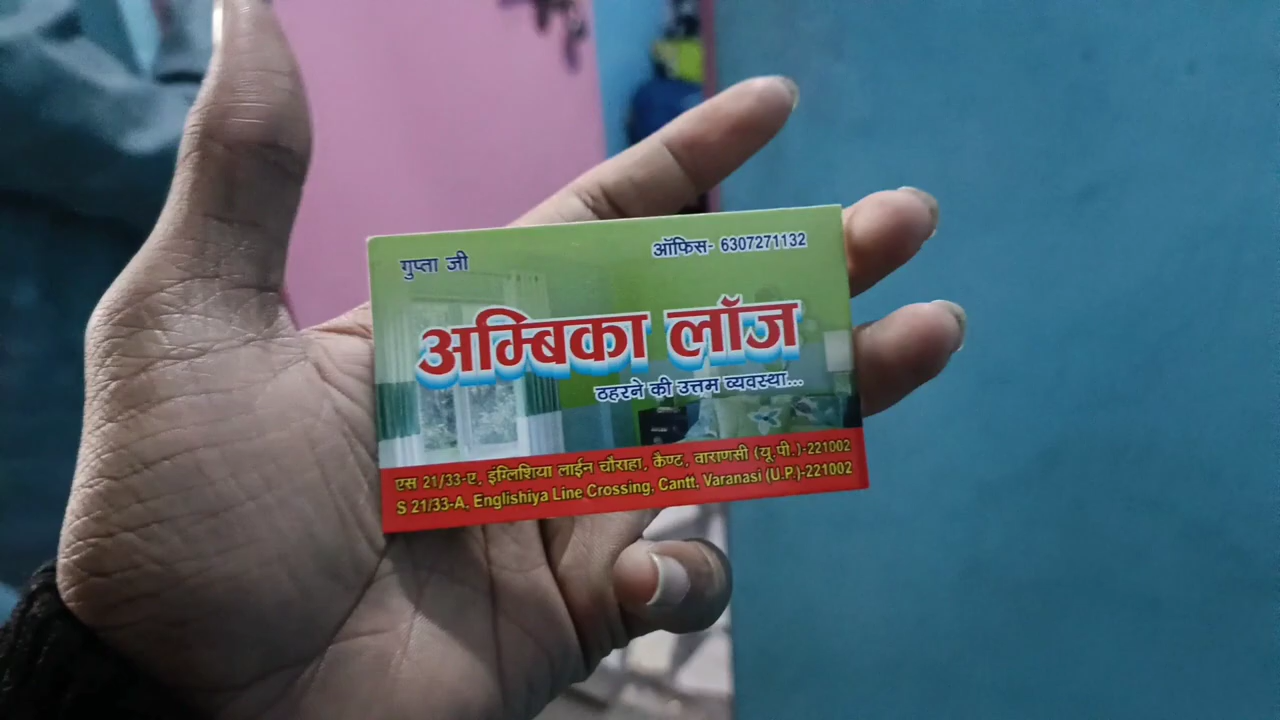 गुप्ता जी
ऑफिस- 6307271132
अम्बिका लॉज
ठहरने की उत्तम व्यवस्था...
एस 21/33-ए, इंग्लिशिया लाईन चौराहा, कैण्ट, वाराणसी (यू.पी.)-221002
S 21/33-A, Englishiya Line Crossing, Cantt. Varanasi (U.P.)-221002